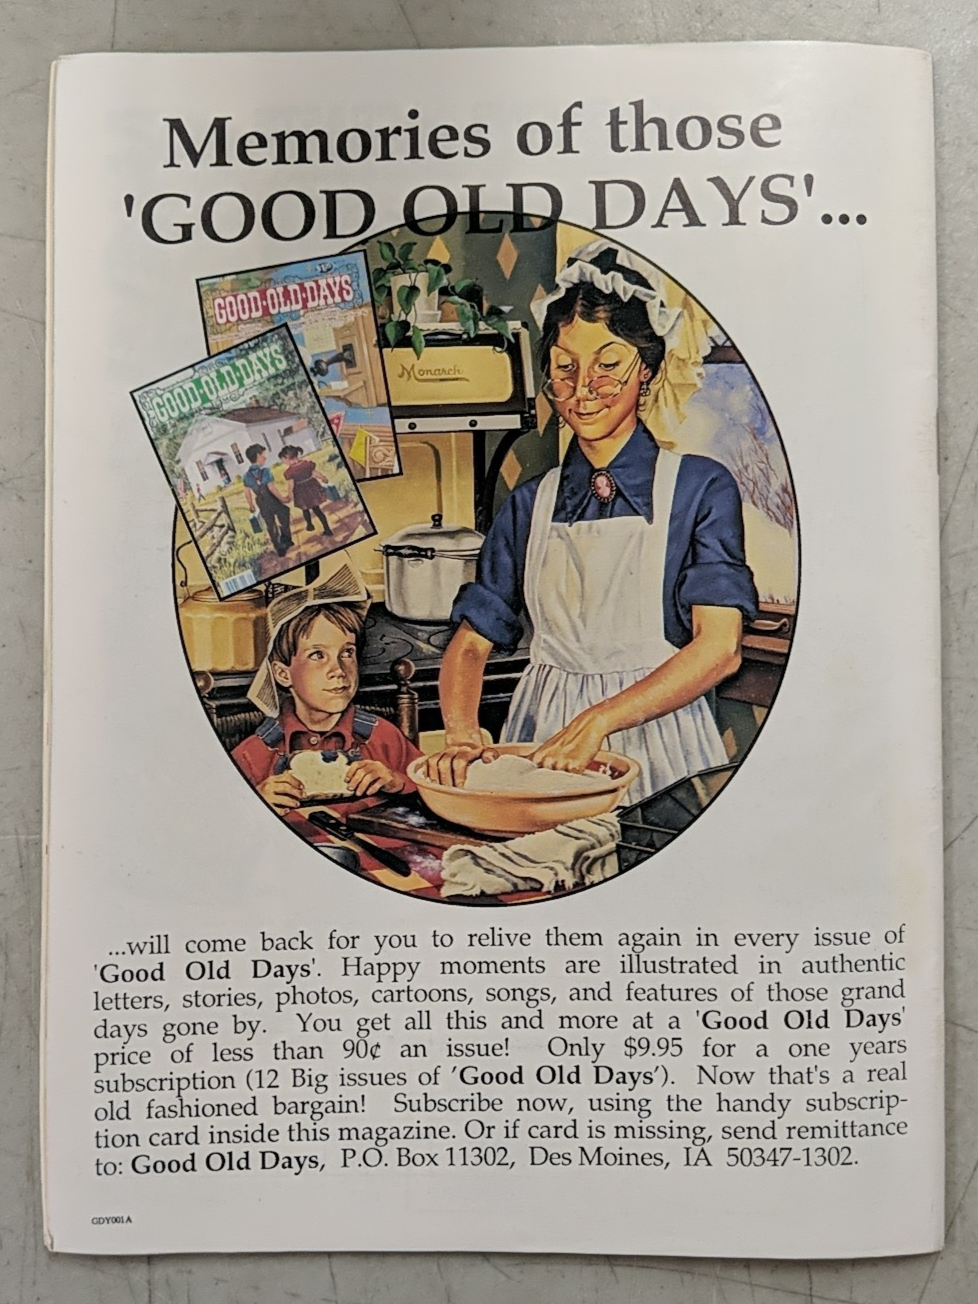 Memories of those
'GOOD OLD DAYS'...
GOOD·OLD·DAYS
GOOD·OLD·DAYS
Monarch
...will come back for you to relive them again in every issue of
'Good Old Days'. Happy moments are illustrated in authentic
letters, stories, photos, cartoons, songs, and features of those grand
days gone by. You get all this and more at a 'Good Old Days'
price of less than 90¢ an issue! Only $9.95 for a one years
subscription (12 Big issues of 'Good Old Days'). Now that's a real
old fashioned bargain! Subscribe now, using the handy subscrip-
tion card inside this magazine. Or if card is missing, send remittance
to: Good Old Days, P.O. Box 11302, Des Moines, IA 50347-1302.
GDY001A